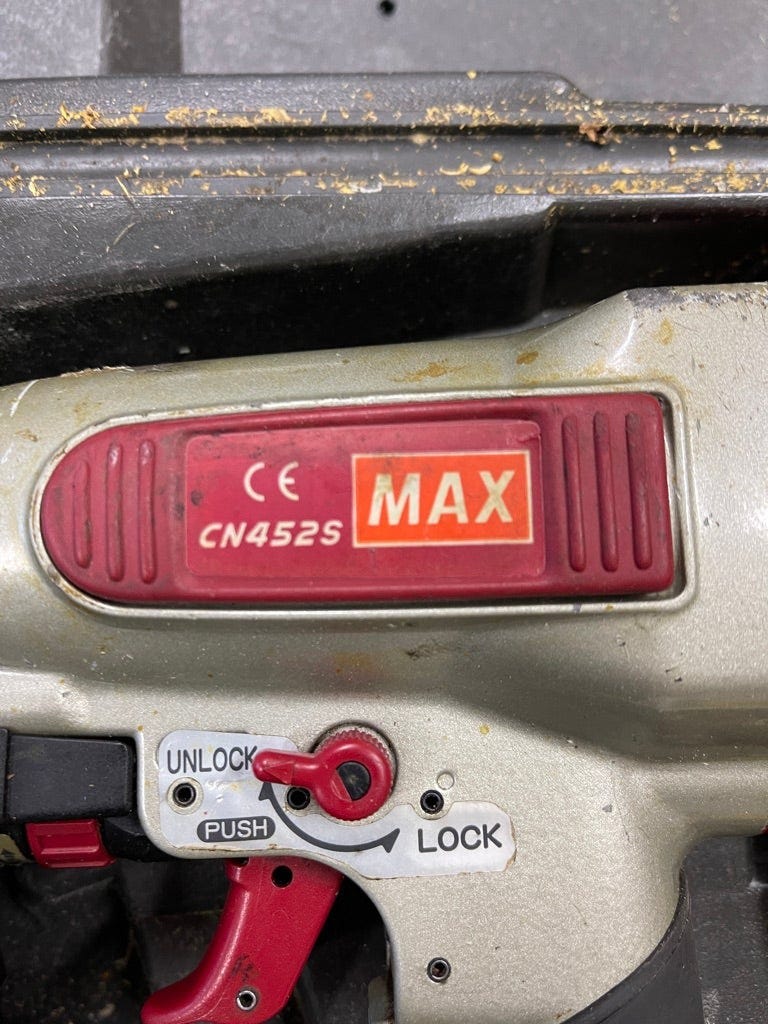 CE
CN452S
MAX
UNLOCK
PUSH
LOCK